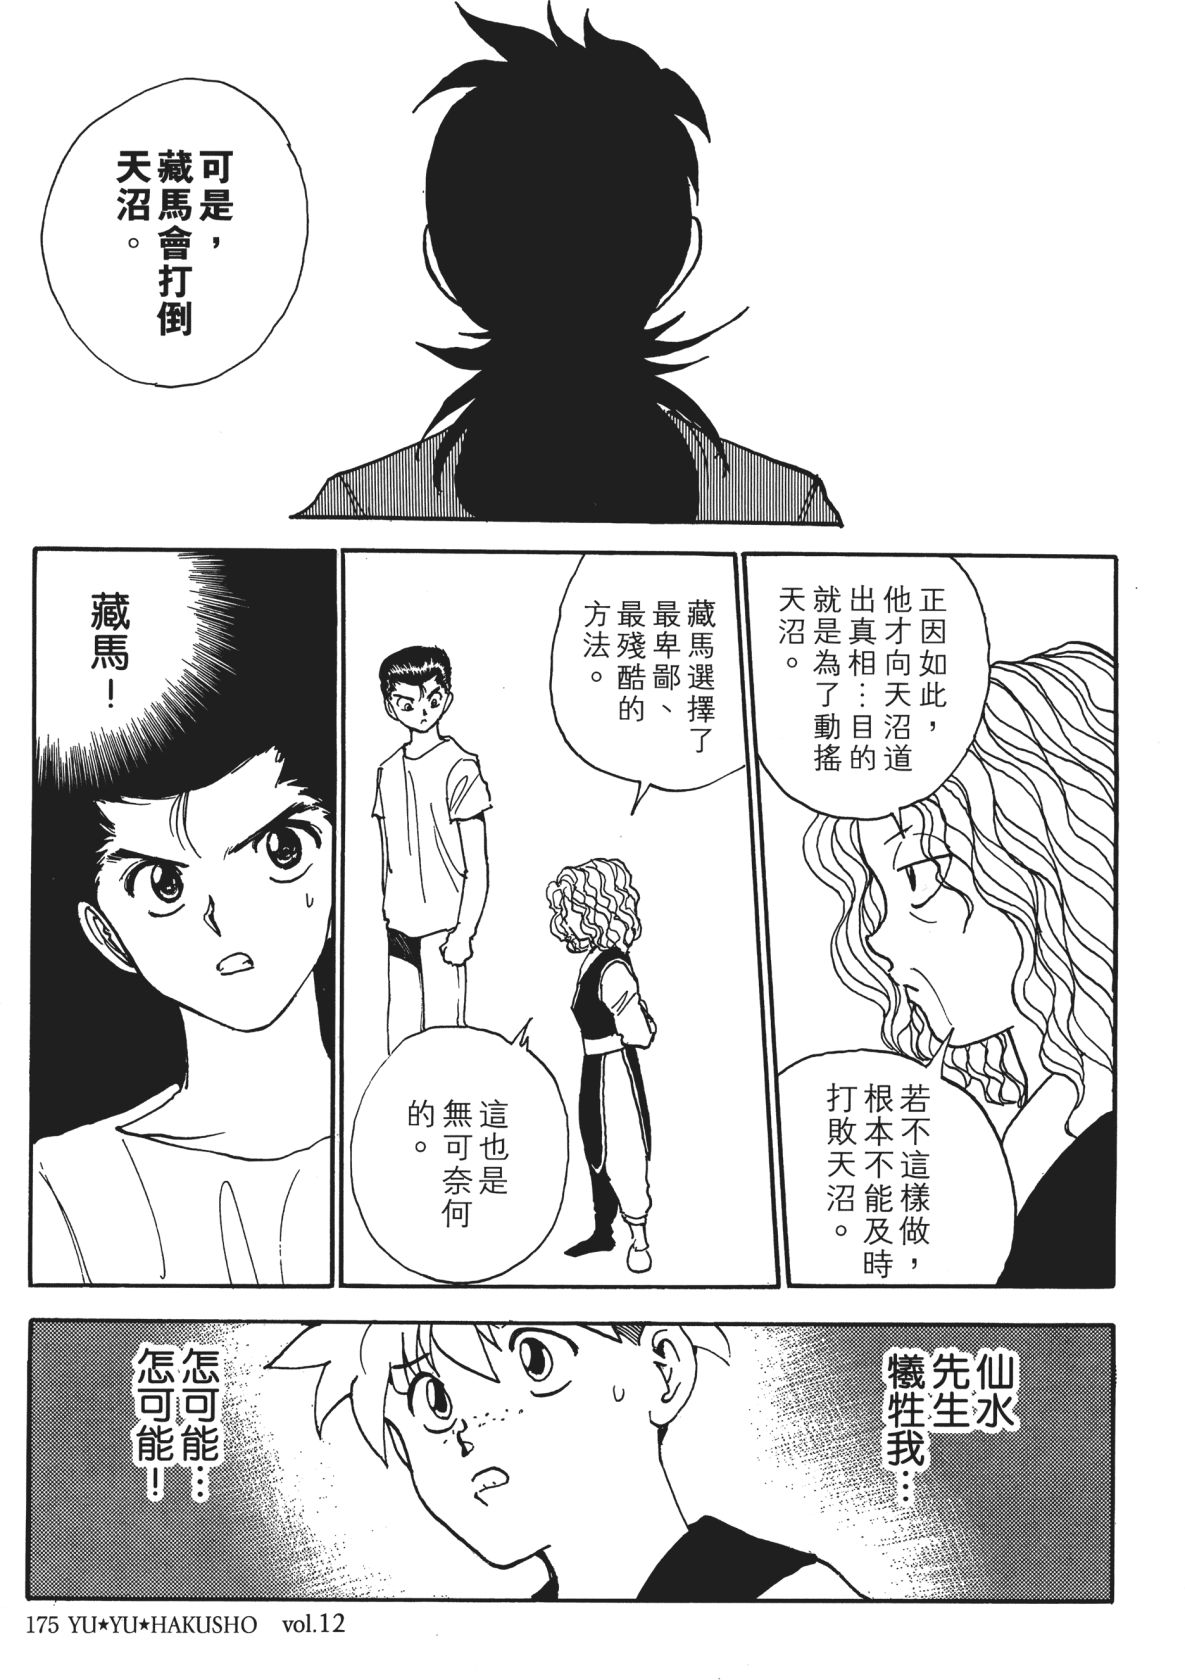 可是，
藏馬會打倒
天沼。
正因如此，
他才向天沼道
出真相…目的
就是為了動搖
天沼。
若不這樣做，
根本不能及時
打敗天沼。
藏馬選擇了
最卑鄙、
最殘酷的
方法。
這也是
無可奈何
的。
藏馬！
仙水
先生
犧牲我…
怎可能…
怎可能！
175 YU★YU★HAKUSHO vol.12